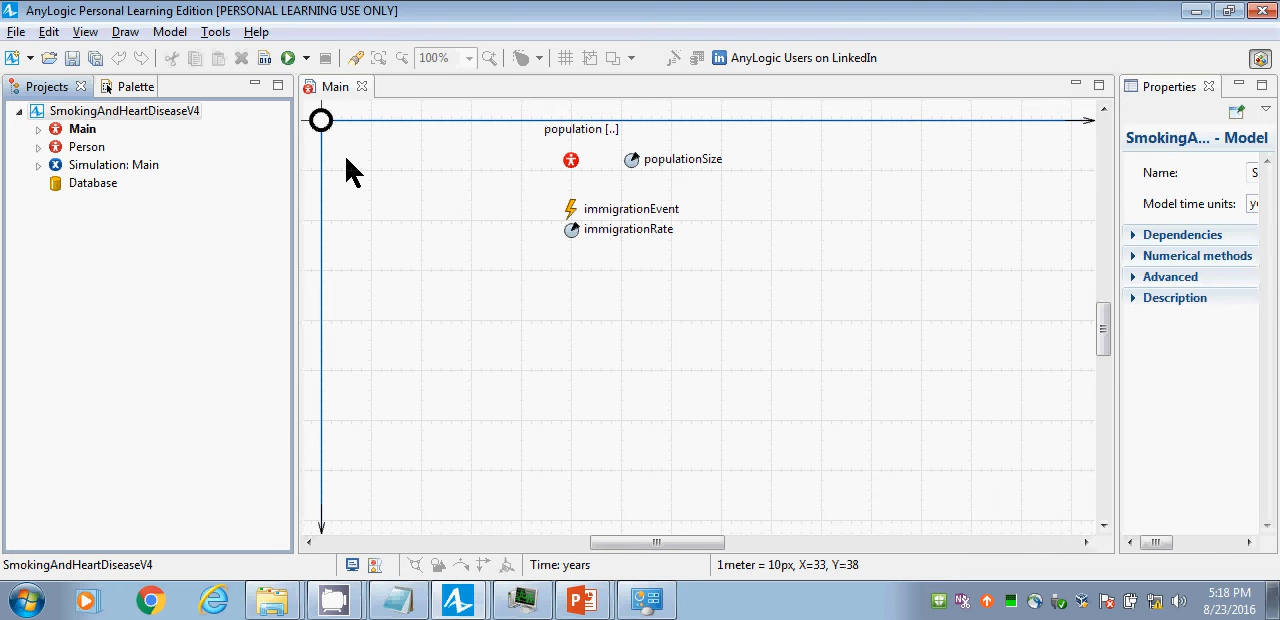 AnyLogic Personal Learning Edition [PERSONAL LEARNING USE ONLY]
File Edit View Draw Model Tools Help
100% AnyLogic Users on LinkedIn
Projects Palette
SmokingAndHeartDiseaseV4
Main
Person
Simulation: Main
Database
Main
population [..]
populationSize
immigrationEvent
immigrationRate
Properties
SmokingA... - Model
Name: S
Model time units: y
Dependencies
Numerical methods
Advanced
Description
SmokingAndHeartDiseaseV4 Time: years 1meter = 10px, X=33, Y=38
5:18 PM
8/23/2016